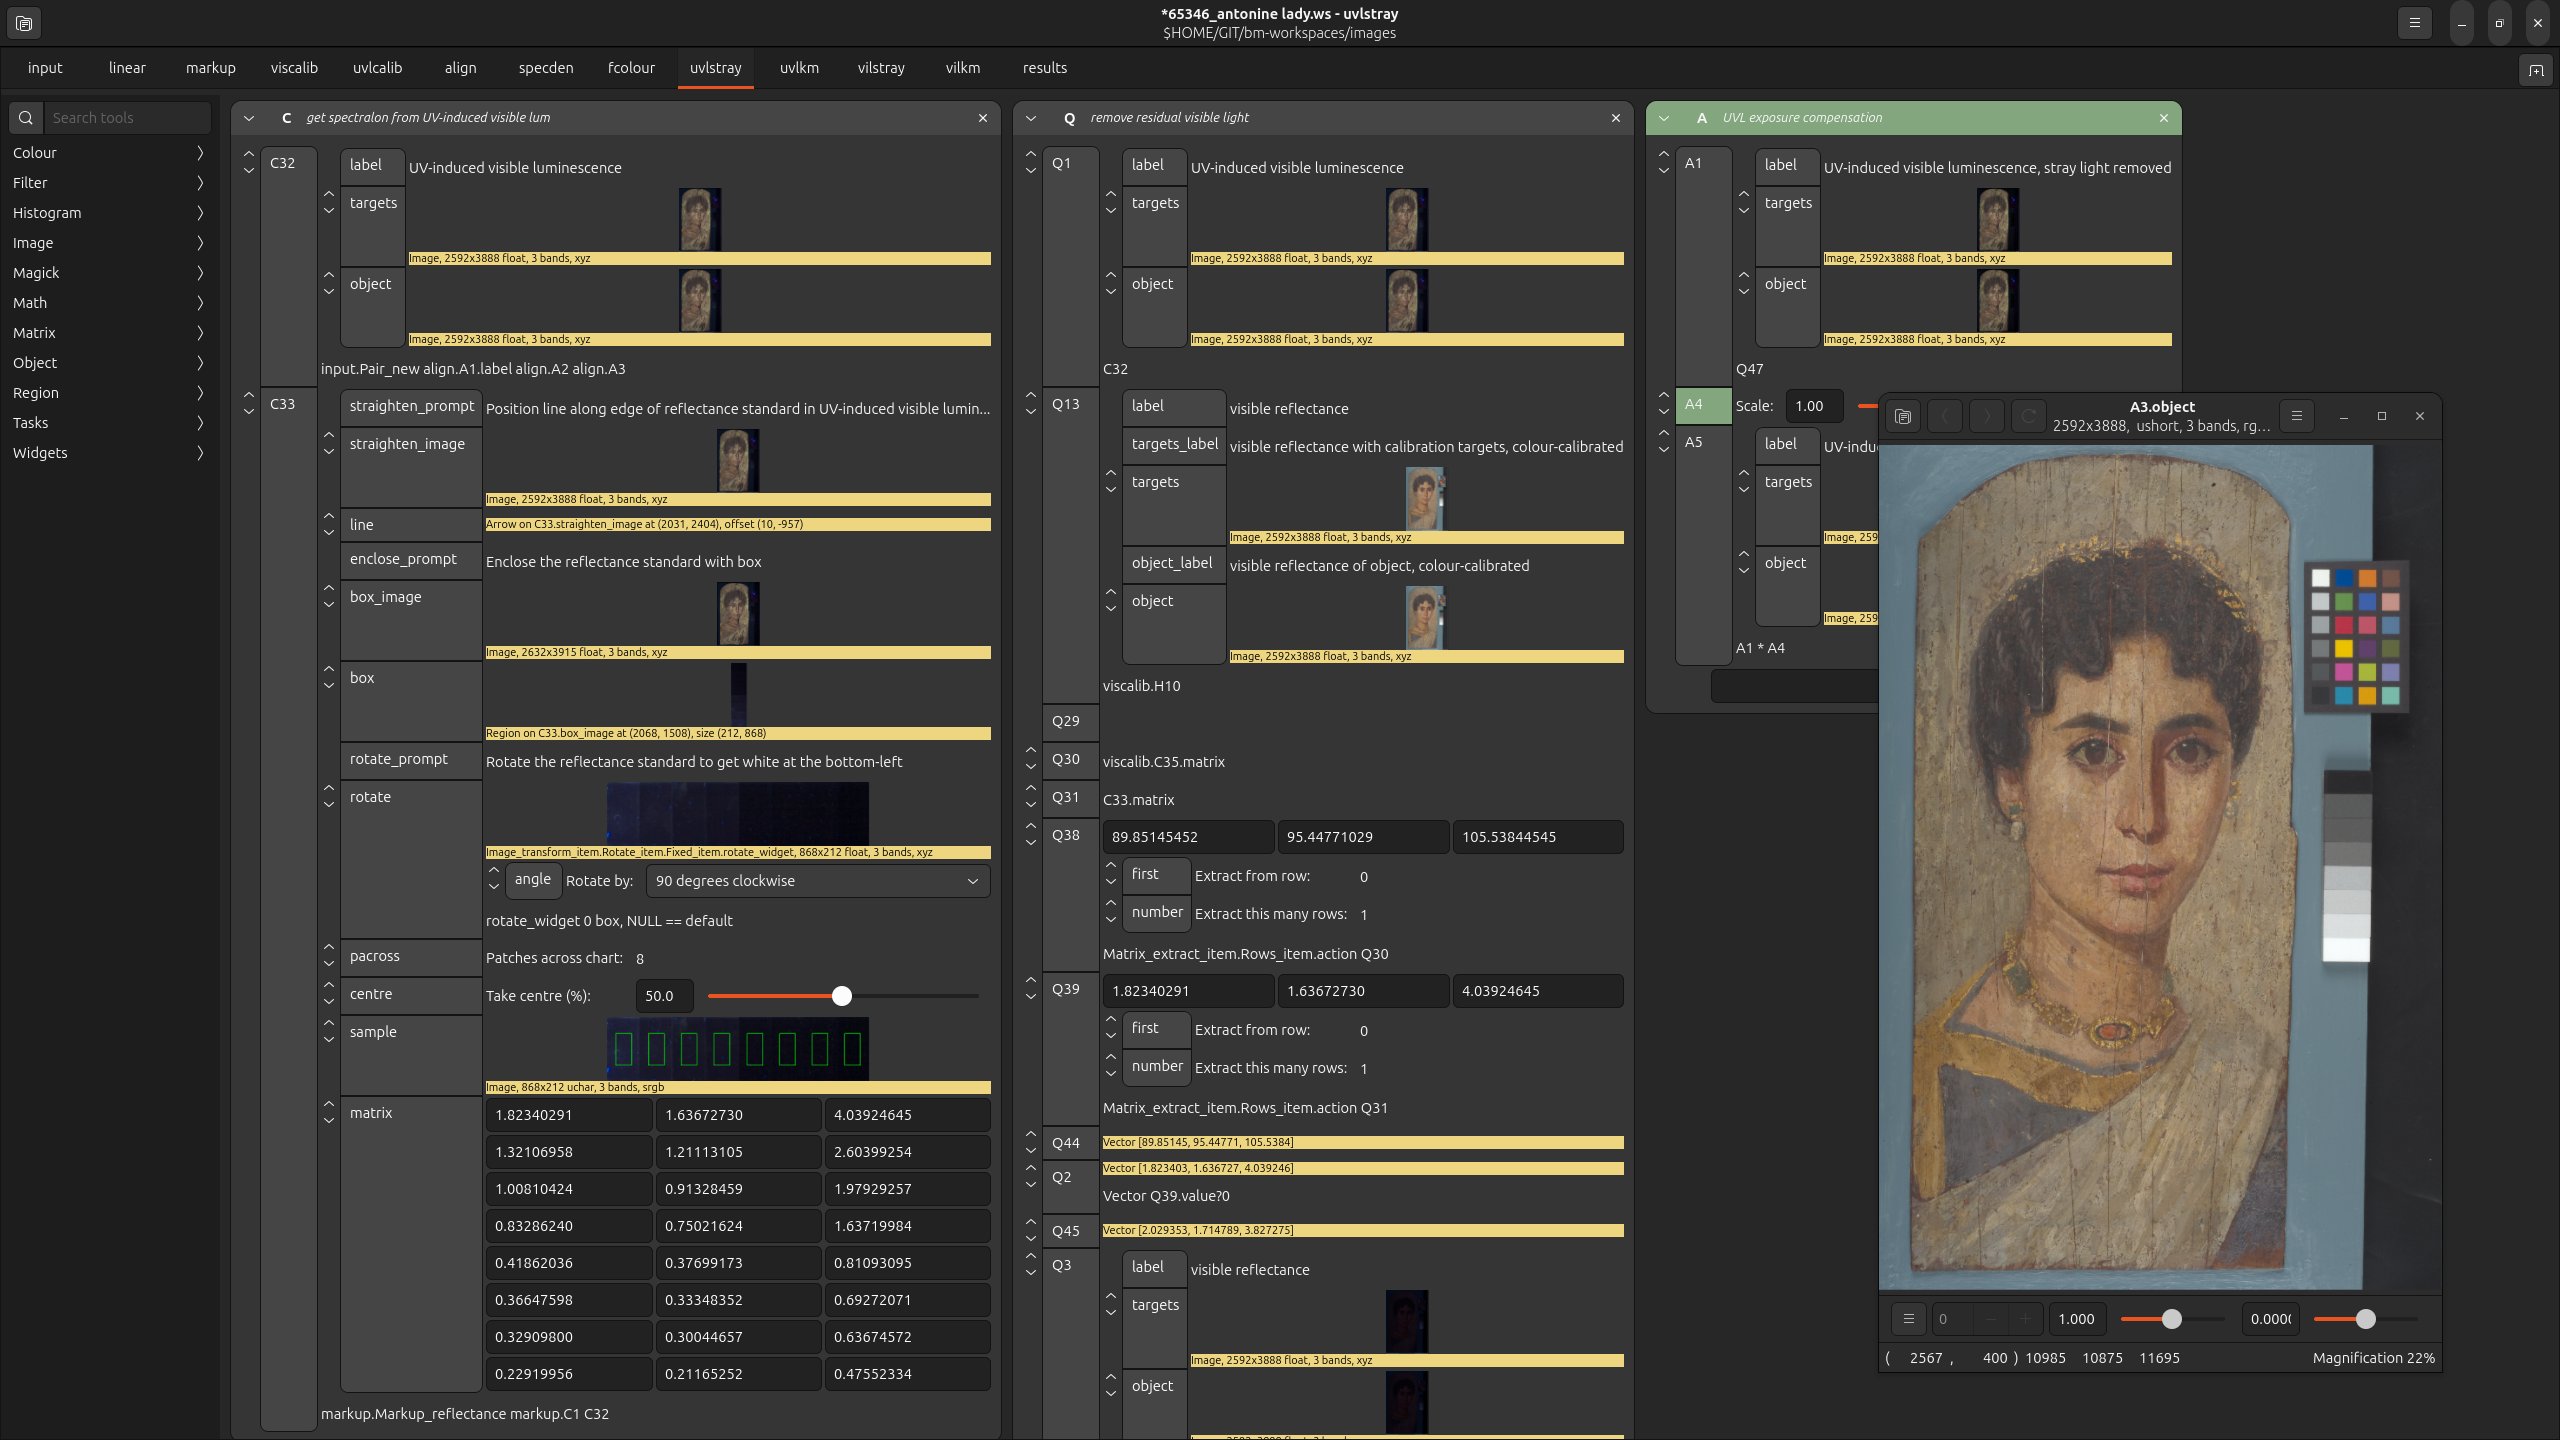 *65346_antonine lady.ws - uvlstray
$HOME/GIT/bm-workspaces/images
input linear markup viscalib uvlcalib align specden fcolour uvlstray uvlkm vilstray vilkm results
Search tools
Colour
Filter
Histogram
Image
Magick
Math
Matrix
Object
Region
Tasks
Widgets
C get spectralon from UV-induced visible lum
C32
label UV-induced visible luminescence
targets
Image, 2592x3888 float, 3 bands, xyz
object
Image, 2592x3888 float, 3 bands, xyz
input.Pair_new align.A1.label align.A2 align.A3
C33
straighten_prompt Position line along edge of reflectance standard in UV-induced visible lumin...
straighten_image
Image, 2592x3888 float, 3 bands, xyz
line Arrow on C33.straighten_image at (2031, 2404), offset (10, -957)
enclose_prompt Enclose the reflectance standard with box
box_image
Image, 2632x3915 float, 3 bands, xyz
box
Region on C33.box_image at (2068, 1508), size (212, 868)
rotate_prompt Rotate the reflectance standard to get white at the bottom-left
rotate
Image_transform_item.Rotate_item.Fixed_item.rotate_widget, 868x212 float, 3 bands, xyz
angle Rotate by: 90 degrees clockwise
rotate_widget 0 box, NULL == default
pacross Patches across chart: 8
centre Take centre (%): 50.0
sample
Image, 868x212 uchar, 3 bands, srgb
matrix 1.82340291 1.63672730 4.03924645
1.32106958 1.21113105 2.60399254
1.00810424 0.91328459 1.97929257
0.83286240 0.75021624 1.63719984
0.41862036 0.37699173 0.81093095
0.36647598 0.33348352 0.69272071
0.32909800 0.30044657 0.63674572
0.22919956 0.21165252 0.47552334
markup.Markup_reflectance markup.C1 C32
Q remove residual visible light
Q1
label UV-induced visible luminescence
targets
Image, 2592x3888 float, 3 bands, xyz
object
Image, 2592x3888 float, 3 bands, xyz
C32
Q13
label visible reflectance
targets_label visible reflectance with calibration targets, colour-calibrated
targets
Image, 2592x3888 float, 3 bands, xyz
object_label visible reflectance of object, colour-calibrated
object
Image, 2592x3888 float, 3 bands, xyz
viscalib.H10
Q29
Q30 viscalib.C35.matrix
Q31 C33.matrix
Q38 89.85145452 95.44771029 105.53844545
first Extract from row: 0
number Extract this many rows: 1
Matrix_extract_item.Rows_item.action Q30
Q39 1.82340291 1.63672730 4.03924645
first Extract from row: 0
number Extract this many rows: 1
Matrix_extract_item.Rows_item.action Q31
Q44 Vector [89.85145, 95.44771, 105.5384]
Q2 Vector [1.823403, 1.636727, 4.039246]
Vector Q39.value?0
Q45 Vector [2.029353, 1.714789, 3.827275]
Q3
label visible reflectance
targets
Image, 2592x3888 float, 3 bands, xyz
object
A UVL exposure compensation
A1
label UV-induced visible luminescence, stray light removed
targets
Image, 2592x3888 float, 3 bands, xyz
object
Image, 2592x3888 float, 3 bands, xyz
Q47
A4 Scale: 1.00
A5
label
targets
Image, 259
object
Image, 259
A1 * A4
A3.object
2592x3888, ushort, 3 bands, rg...
0 1.000
( 2567 , 400 ) 10985 10875 11695 Magnification 22%